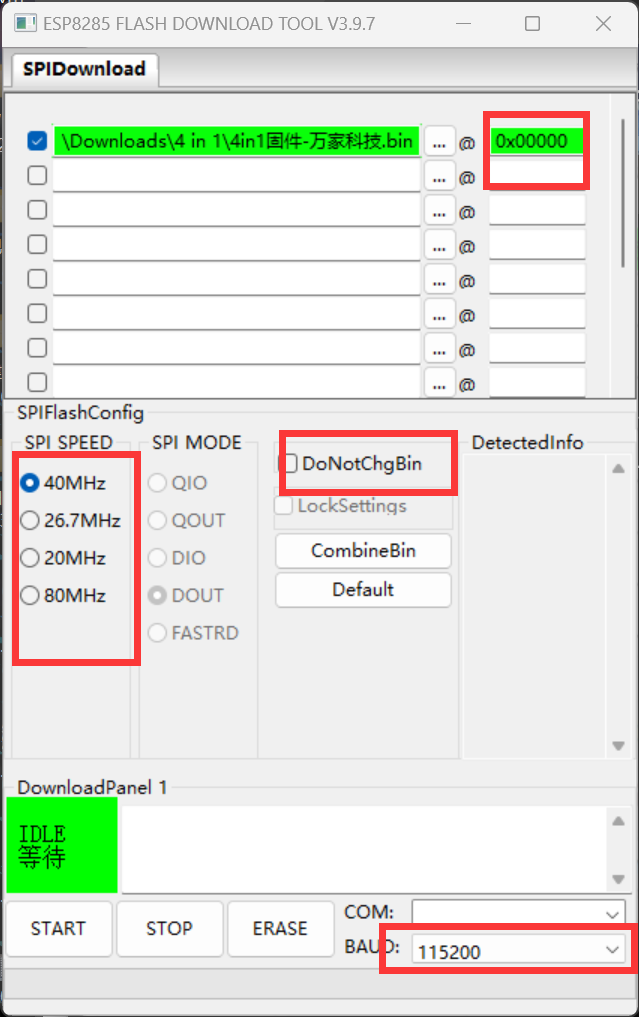 ESP8285 FLASH DOWNLOAD TOOL V3.9.7
SPIDownload
\Downloads\4 in 1\4in1固件-万家科技.bin ... @ 0x00000
... @
... @
... @
... @
... @
... @
... @
SPIFlashConfig
SPI SPEED
40MHz
26.7MHz
20MHz
80MHz
SPI MODE
QIO
QOUT
DIO
DOUT
FASTRD
DoNotChgBin
LockSettings
CombineBin
Default
DetectedInfo
DownloadPanel 1
IDLE
等待
START STOP ERASE
COM:
BAUD: 115200